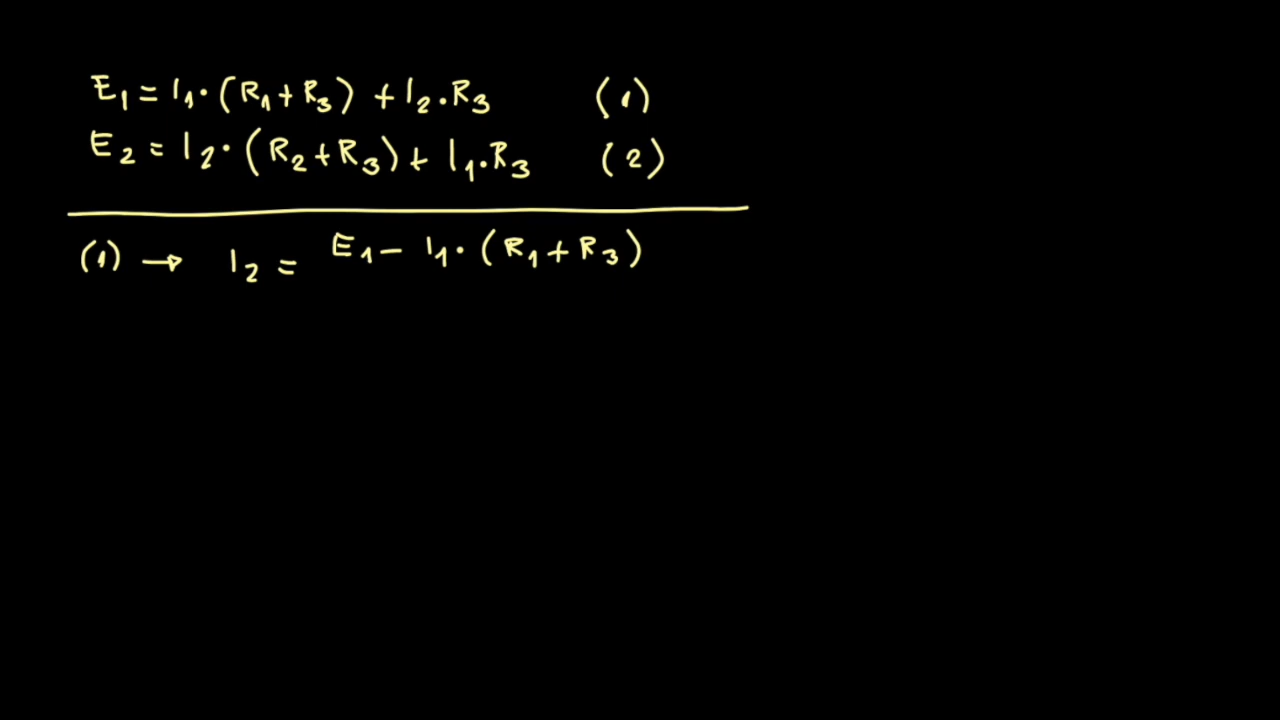 E₁ = I₁·(R₁+R₃) + I₂·R₃ (1)
E₂ = I₂·(R₂+R₃) + I₁·R₃ (2)
(1) → I₂ = E₁ − I₁·(R₁+R₃)